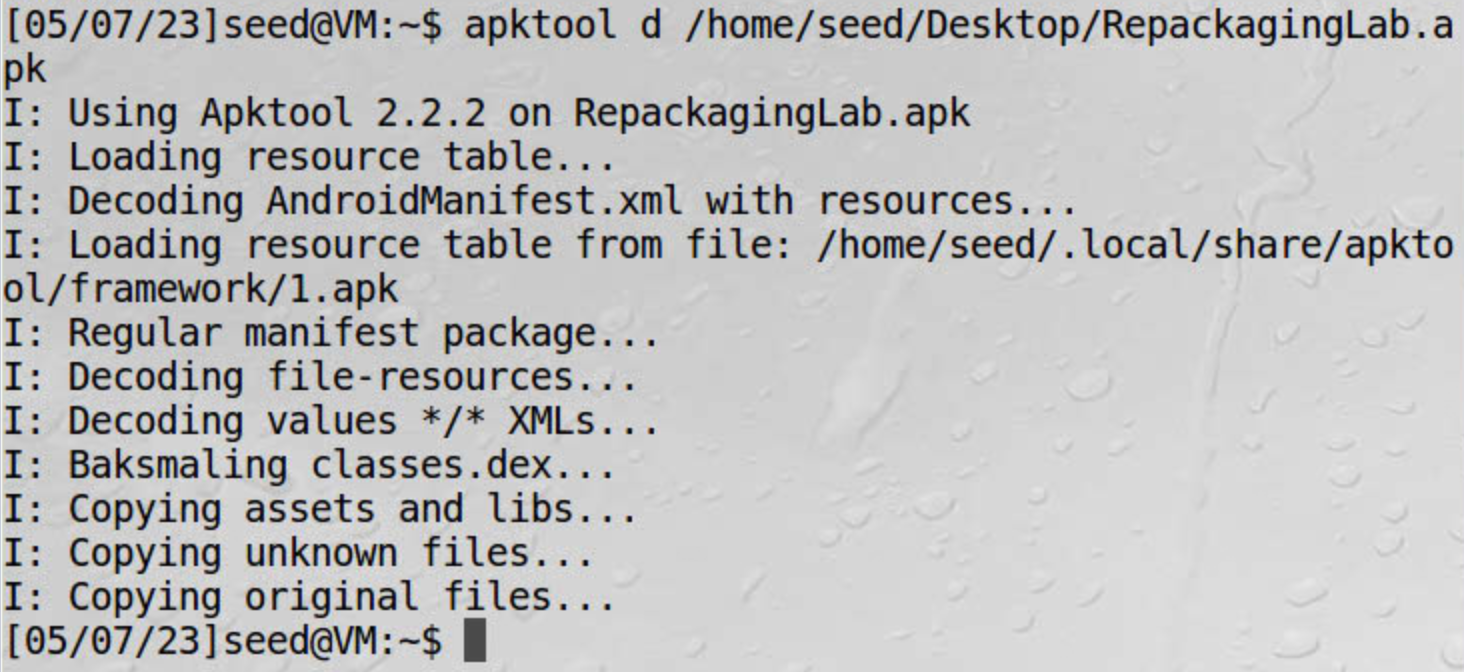 [05/07/23]seed@VM:~$ apktool d /home/seed/Desktop/RepackagingLab.a
pk
I: Using Apktool 2.2.2 on RepackagingLab.apk
I: Loading resource table...
I: Decoding AndroidManifest.xml with resources...
I: Loading resource table from file: /home/seed/.local/share/apkto
ol/framework/1.apk
I: Regular manifest package...
I: Decoding file-resources...
I: Decoding values */* XMLs...
I: Baksmaling classes.dex...
I: Copying assets and libs...
I: Copying unknown files...
I: Copying original files...
[05/07/23]seed@VM:~$